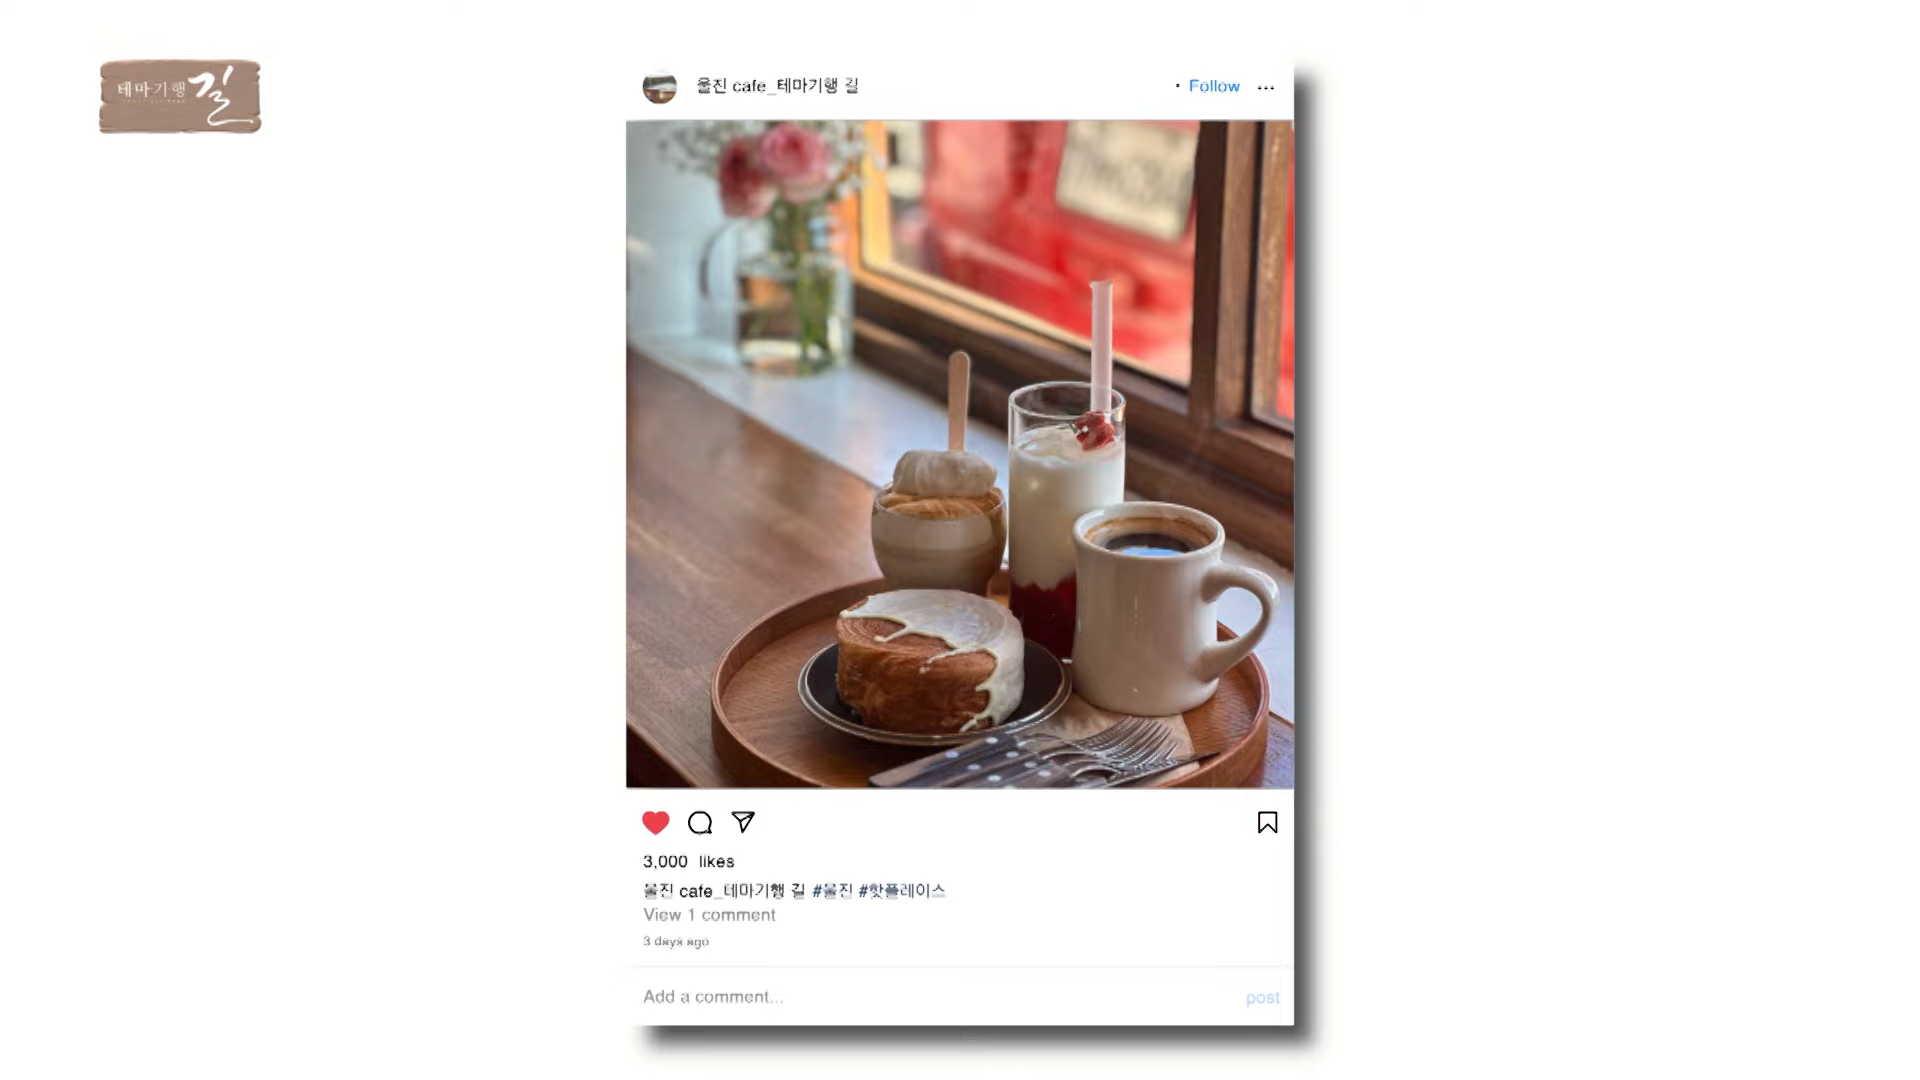 테마기행 길
울진 cafe_테마기행 길
• Follow ...
3,000 likes
울진 cafe_테마기행 길 #울진 #핫플레이스
View 1 comment
3 days ago
Add a comment...
post